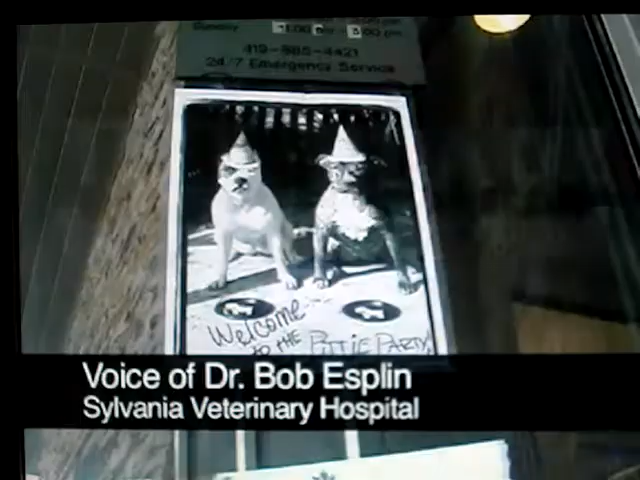 Sunday
419-885-4421
24/7 Emergency Service
Welcome
to the PittiE PARTY!
Voice of Dr. Bob Esplin
Sylvania Veterinary Hospital